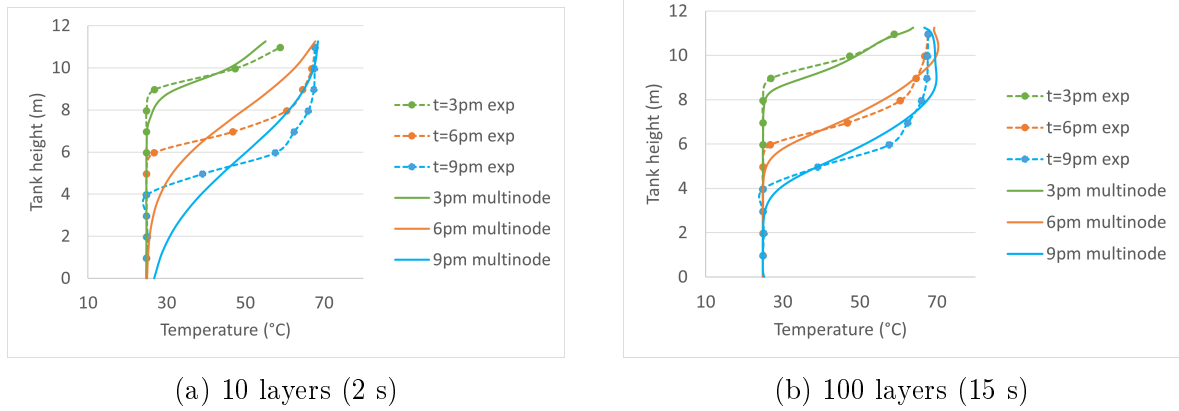 12
10
8
6
4
2
0
Tank height (m)
10
30
50
70
Temperature (°C)
t=3pm exp
t=6pm exp
t=9pm exp
3pm multinode
6pm multinode
9pm multinode
(a) 10 layers (2 s)
12
10
8
6
4
2
0
Tank height (m)
10
30
50
70
Temperature (°C)
t=3pm exp
t=6pm exp
t=9pm exp
3pm multinode
6pm multinode
9pm multinode
(b) 100 layers (15 s)